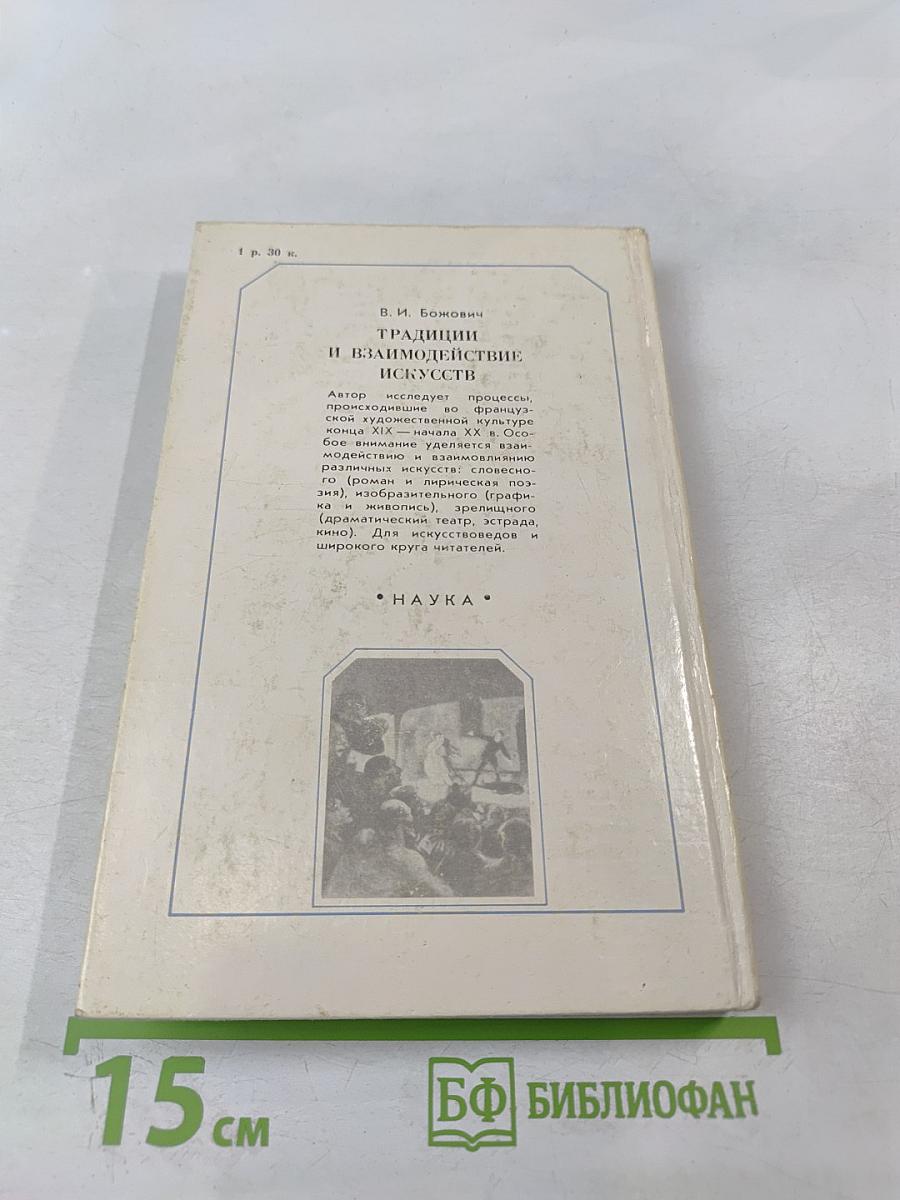 1 р. 30 к.
В. И. Божович
ТРАДИЦИИ
И ВЗАИМОДЕЙСТВИЕ
ИСКУССТВ
Автор исследует процессы,
происходившие во француз-
ской художественной культуре
конца XIX — начала XX в. Осо-
бое внимание уделяется взаи-
модействию и взаимовлиянию
различных искусств: словесно-
го (роман и лирическая поэ-
зия), изобразительного (графи-
ка и живопись), зрелищного
(драматический театр, эстрада,
кино). Для искусствоведов и
широкого круга читателей.
• НАУКА •
15 см
БФ БИБЛИОФАН